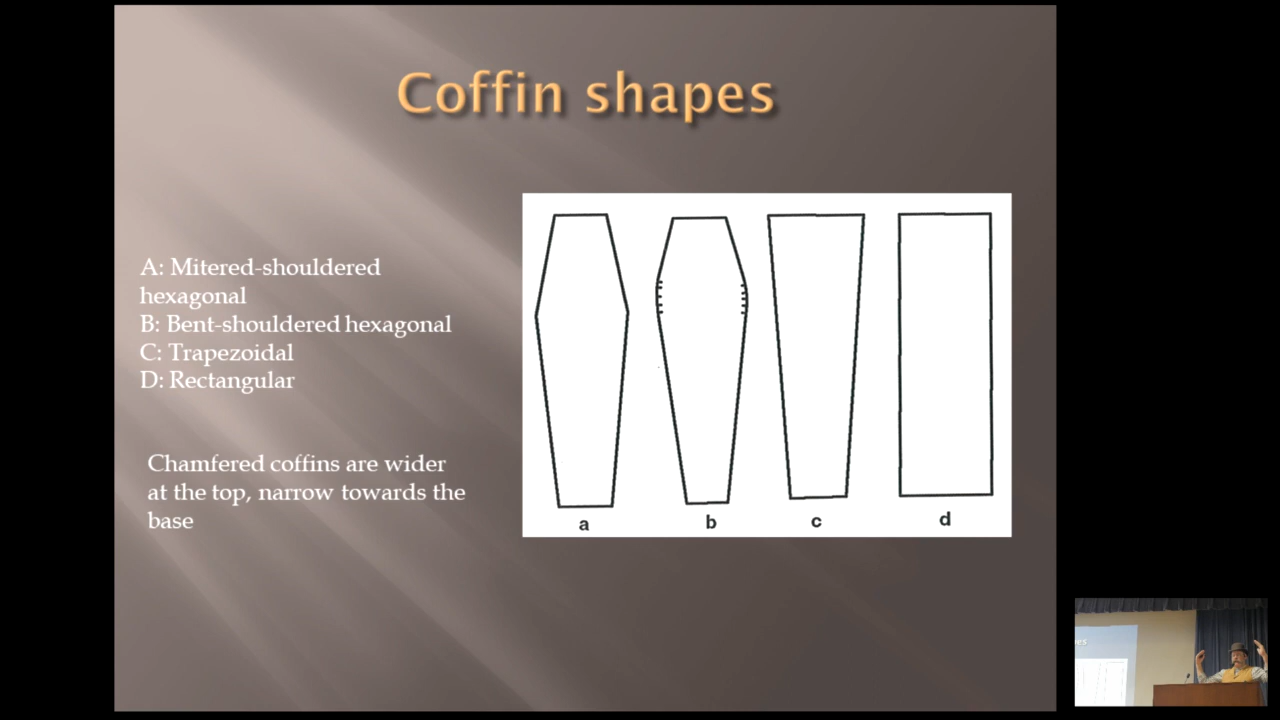 Coffin shapes
A: Mitered-shouldered
hexagonal
B: Bent-shouldered hexagonal
C: Trapezoidal
D: Rectangular
Chamfered coffins are wider
at the top, narrow towards the
base
a b c d